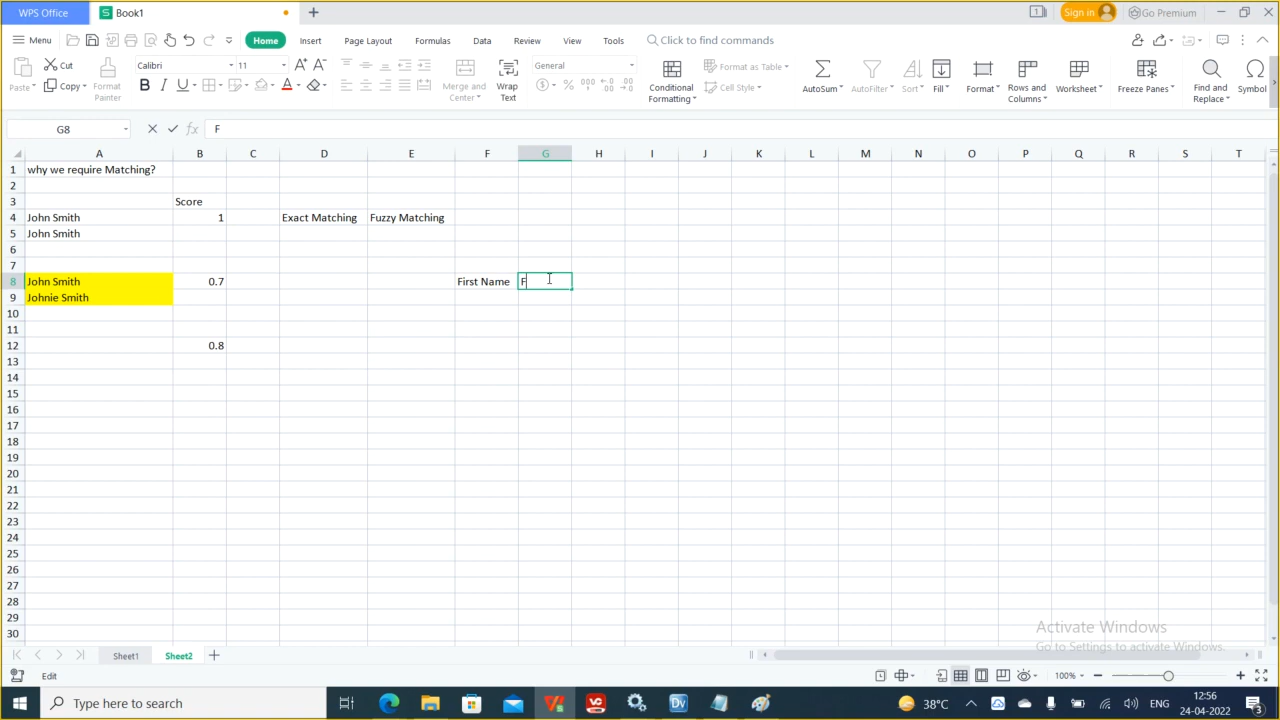 WPS Office
Book1
Sign in
Go Premium
Menu
Home
Insert
Page Layout
Formulas
Data
Review
View
Tools
Click to find commands
Paste
Cut
Copy
Format Painter
Calibri
11
Merge and Center
Wrap Text
General
Conditional Formatting
Format as Table
Cell Style
AutoSum
AutoFilter
Sort
Fill
Format
Rows and Columns
Worksheet
Freeze Panes
Find and Replace
Symbol
G8
fx
F
A B C D E F G H I J K L M N O P Q R S T
1 why we require Matching?
2
3 Score
4 John Smith 1 Exact Matching Fuzzy Matching
5 John Smith
6
7
8 John Smith 0.7 First Name F
9 Johnie Smith
10
11
12 0.8
13
14
15
16
17
18
19
20
21
22
23
24
25
26
27
28
29
30
Activate Windows
Go to Settings to activate Windows.
Sheet1
Sheet2
Edit
100%
Type here to search
38°C
ENG
12:56
24-04-2022
3